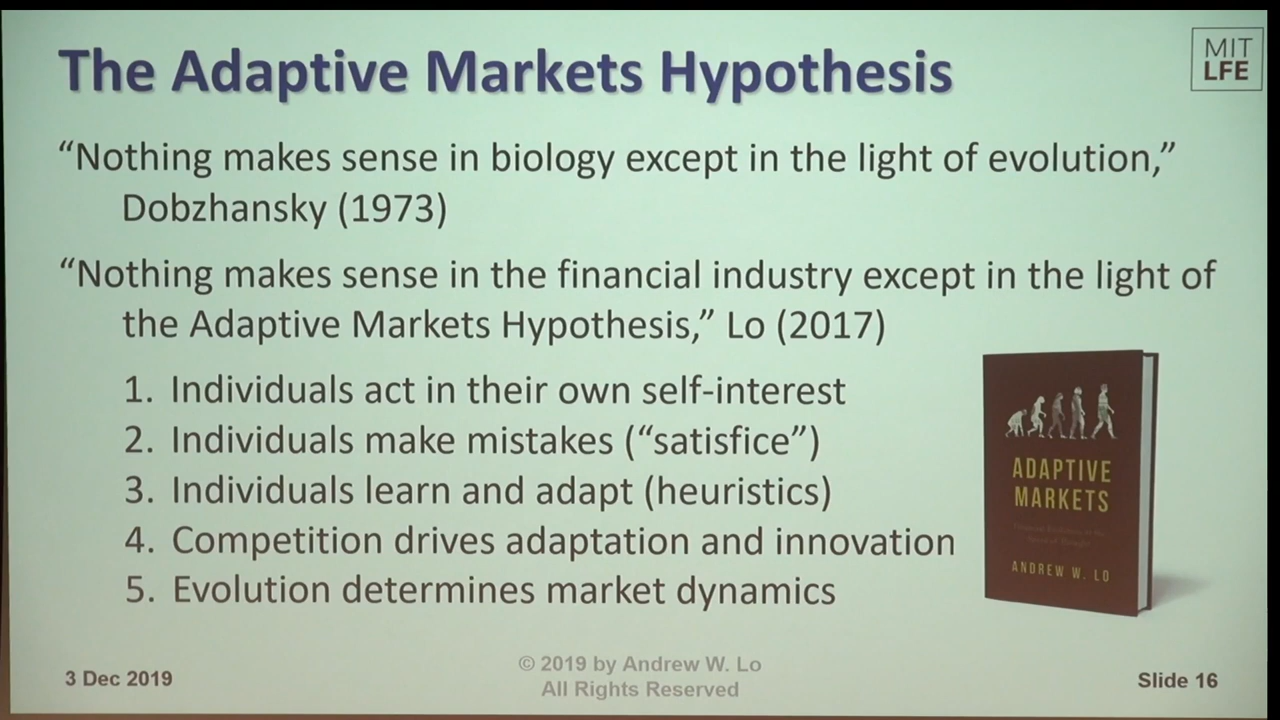 The Adaptive Markets Hypothesis
MIT
LFE
“Nothing makes sense in biology except in the light of evolution,”
Dobzhansky (1973)
“Nothing makes sense in the financial industry except in the light of
the Adaptive Markets Hypothesis,” Lo (2017)
1. Individuals act in their own self-interest
2. Individuals make mistakes (“satisfice”)
3. Individuals learn and adapt (heuristics)
4. Competition drives adaptation and innovation
5. Evolution determines market dynamics
ADAPTIVE
MARKETS
ANDREW W. LO
3 Dec 2019
© 2019 by Andrew W. Lo
All Rights Reserved
Slide 16